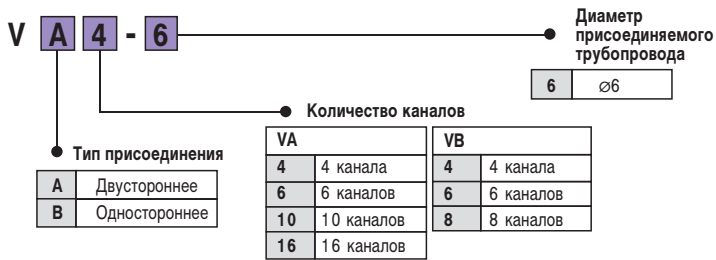 V A 4 - 6
Диаметр
присоединяемого
трубопровода
6 ∅6
Количество каналов
VA
4 4 канала
6 6 каналов
10 10 каналов
16 16 каналов
VB
4 4 канала
6 6 каналов
8 8 каналов
Тип присоединения
A Двустороннее
B Одностороннее